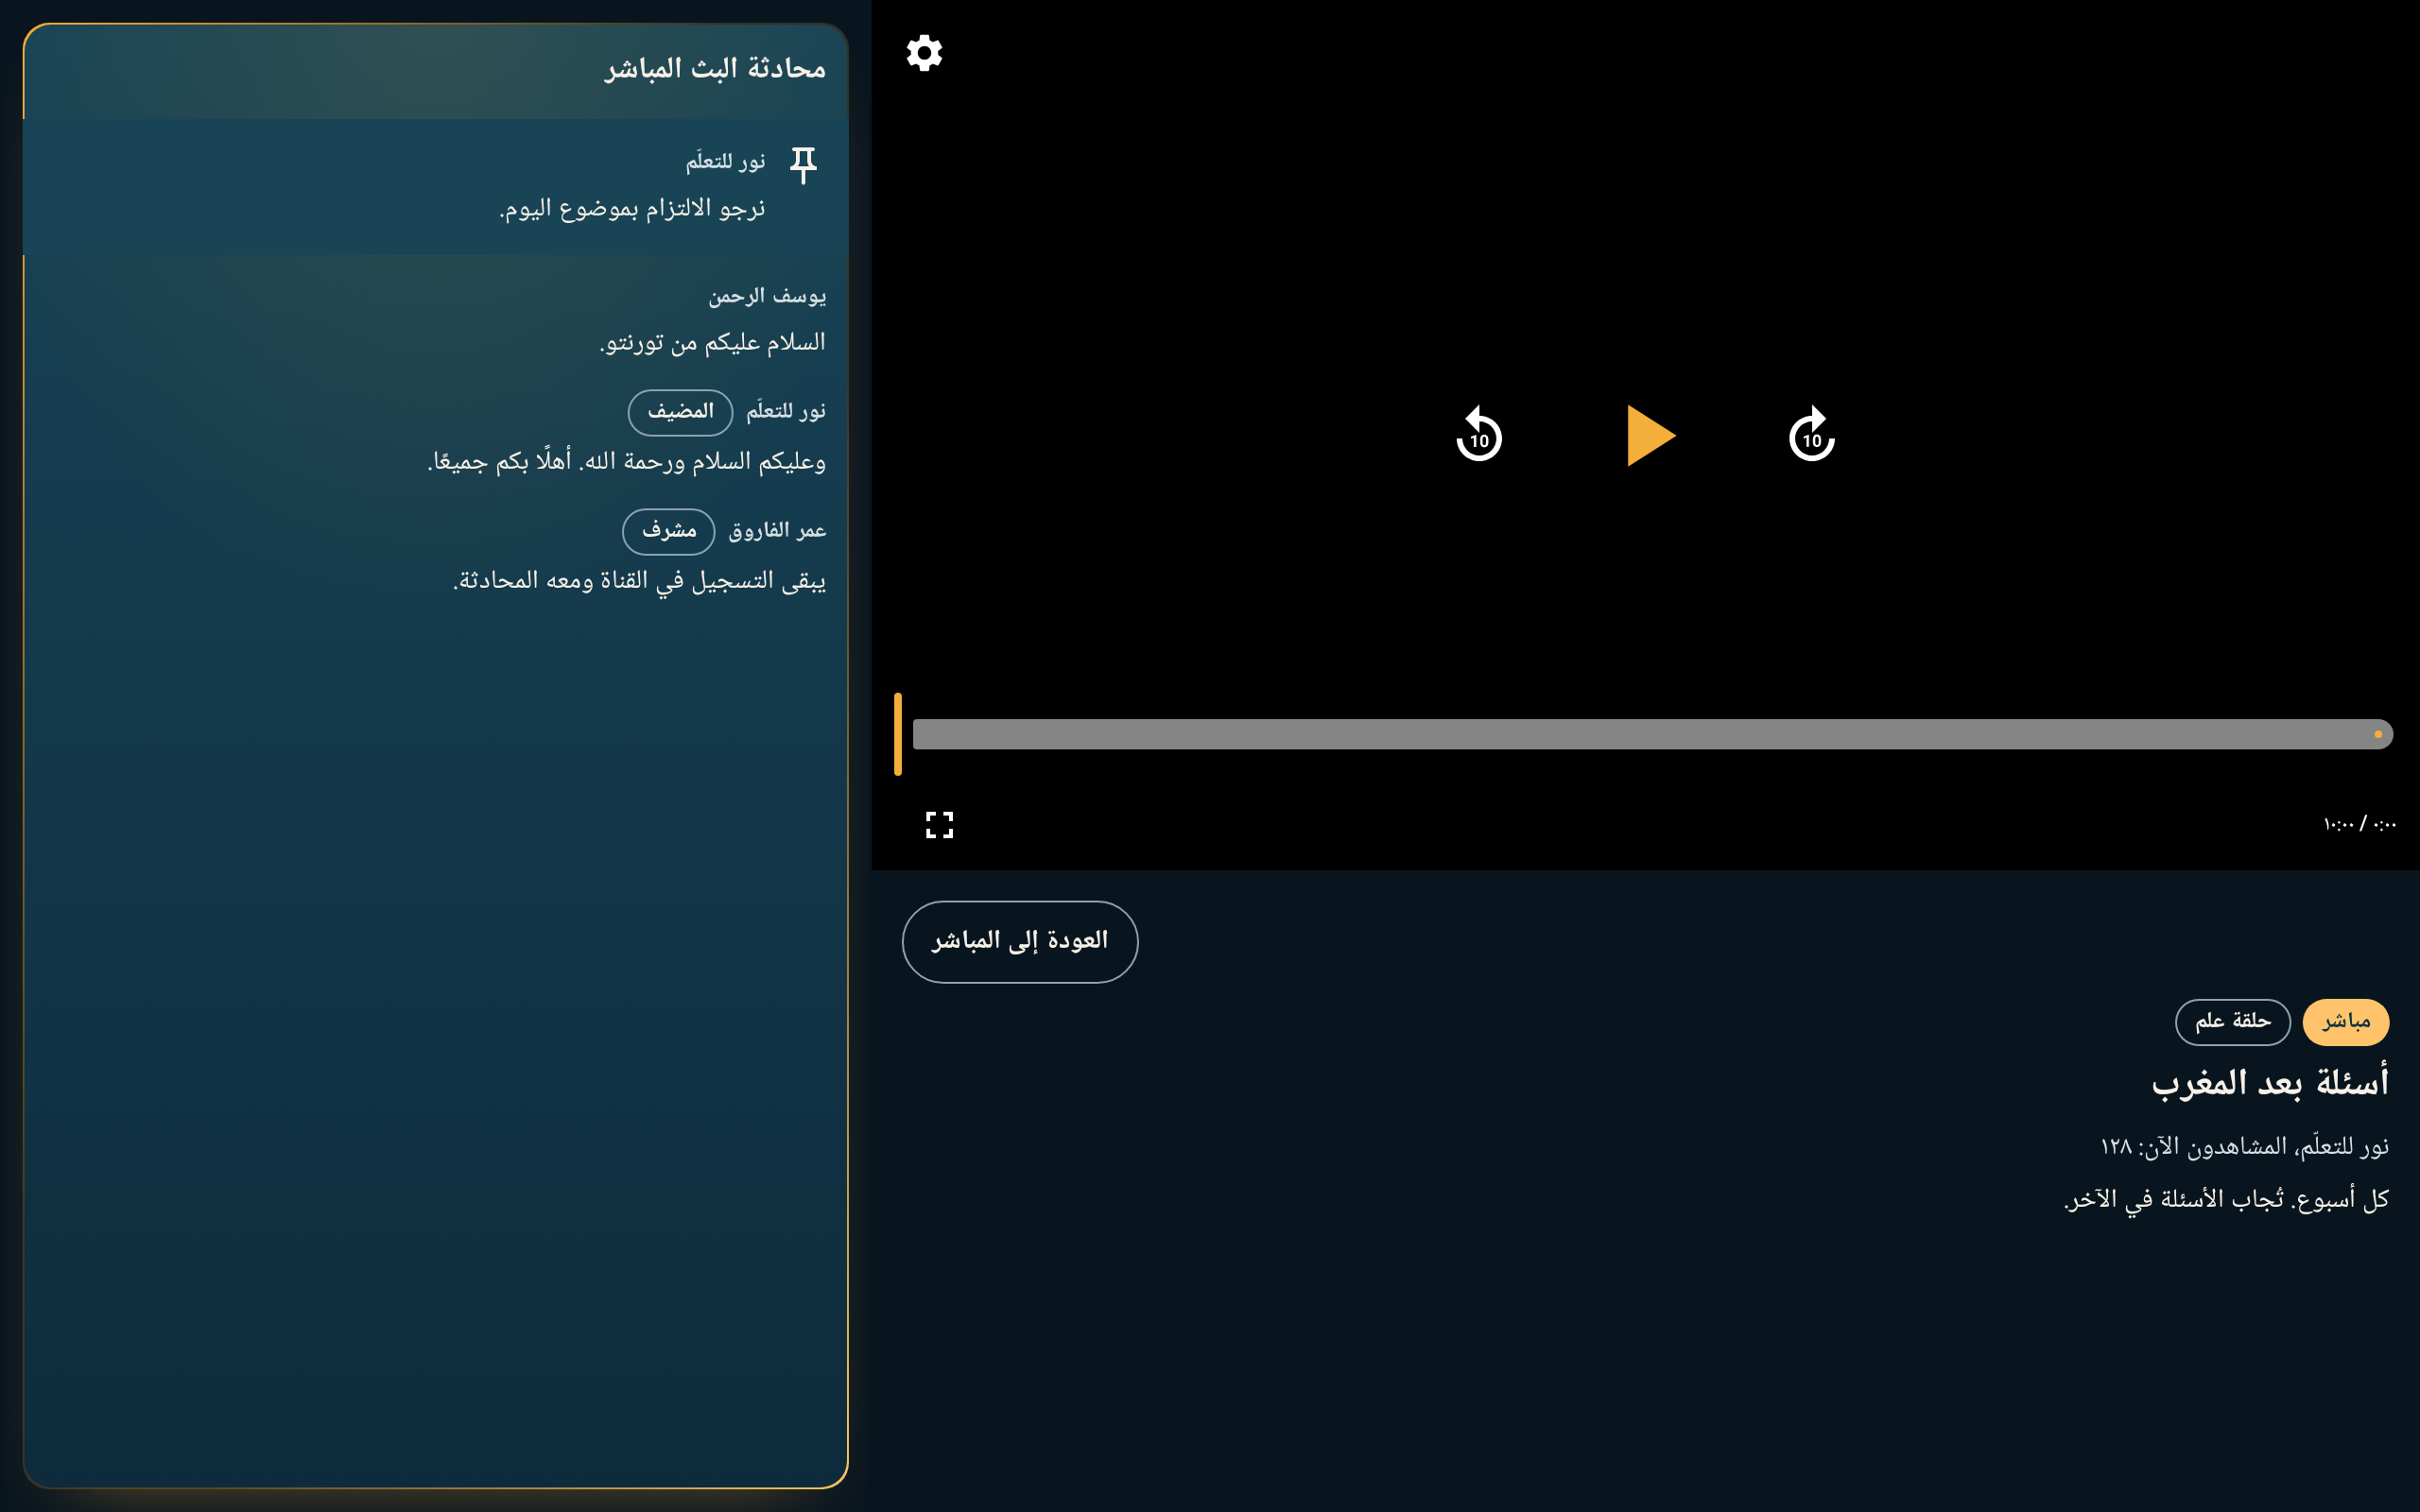 10
10
٠:٠٠ / ١٠:٠٠
العودة إلى المباشر
مباشر
حلقة علم
أسئلة بعد المغرب
نور للتعلّم، المشاهدون الآن: ١٢٨
كل أسبوع. تُجاب الأسئلة في الآخر.
محادثة البث المباشر
نور للتعلّم
نرجو الالتزام بموضوع اليوم.
يوسف الرحمن
السلام عليكم من تورنتو.
نور للتعلّم المضيف
وعليكم السلام ورحمة الله. أهلًا بكم جميعًا.
عمر الفاروق مشرف
يبقى التسجيل في القناة ومعه المحادثة.